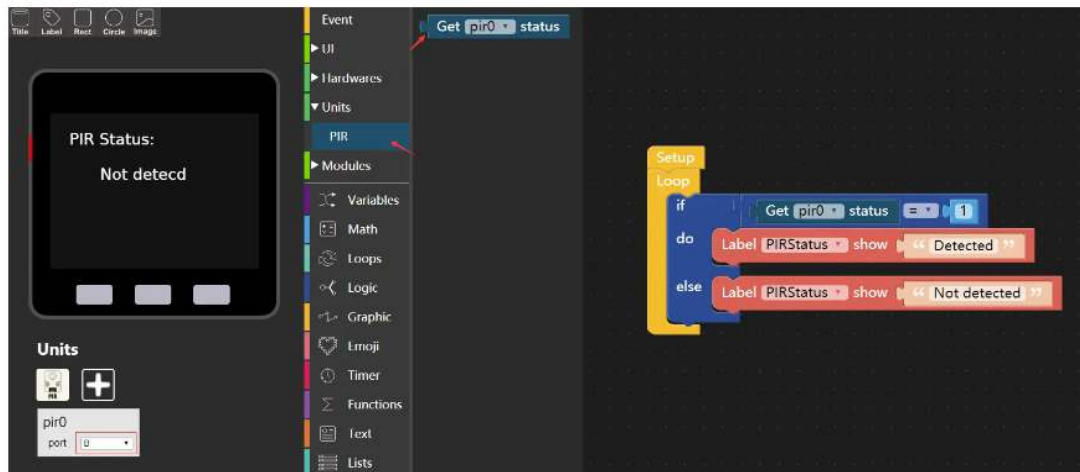 Title Label Rect Circle Image
PIR Status:
Not detecd
Units
PIR
pir0
port B
Event
UI
Hardwares
Units
PIR
Modules
Variables
Math
Loops
Logic
Graphic
Emoji
Timer
Functions
Text
Lists
Get pir0 status
Setup
Loop
if Get pir0 status = 1
do Label PIRStatus show “ Detected ”
else Label PIRStatus show “ Not detected ”